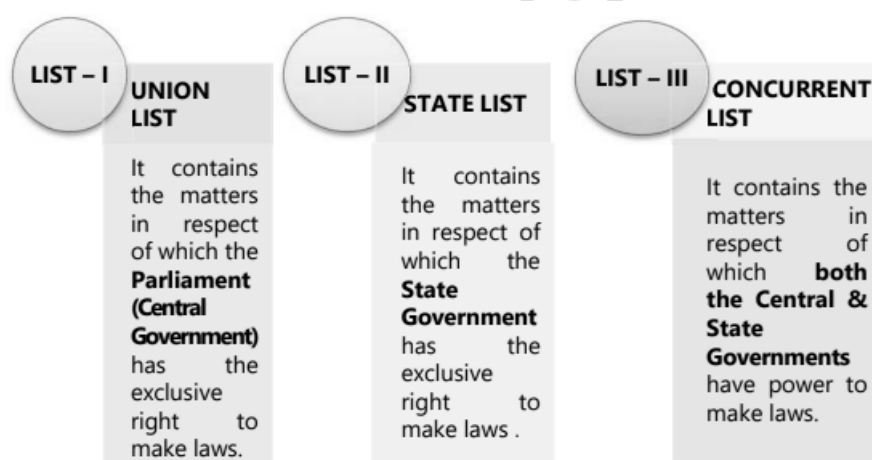 LIST – I
UNION
LIST
It contains
the matters
in respect
of which the
Parliament
(Central
Government)
has the
exclusive
right to
make laws.
LIST – II
STATE LIST
It contains
the matters
in respect of
which the
State
Government
has the
exclusive
right to
make laws .
LIST – III
CONCURRENT
LIST
It contains the
matters in
respect of
which both
the Central &
State
Governments
have power to
make laws.